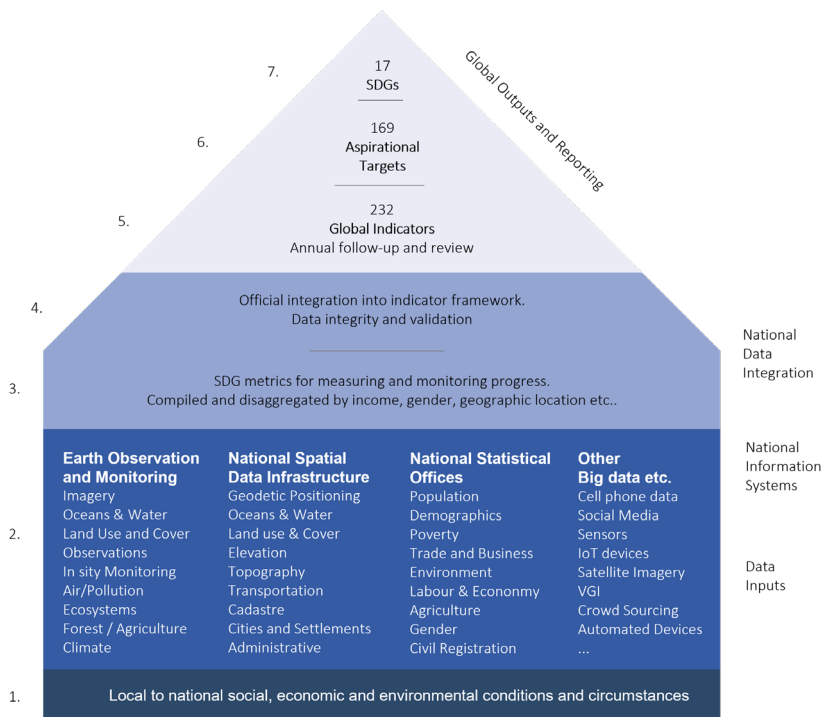 7.
17
SDGs
Global Outputs and Reporting
6.
169
Aspirational
Targets
5.
232
Global Indicators
Annual follow-up and review
4.
Official integration into indicator framework.
Data integrity and validation
National
Data
Integration
3.
SDG metrics for measuring and monitoring progress.
Compiled and disaggregated by income, gender, geographic location etc..
National
Information
Systems
2.
Earth Observation
and Monitoring
Imagery
Oceans & Water
Land Use and Cover
Observations
In sity Monitoring
Air/Pollution
Ecosystems
Forest / Agriculture
Climate
National Spatial
Data Infrastructure
Geodetic Positioning
Oceans & Water
Land use & Cover
Elevation
Topography
Transportation
Cadastre
Cities and Settlements
Administrative
National Statistical
Offices
Population
Demographics
Poverty
Trade and Business
Environment
Labour & Econonmy
Agriculture
Gender
Civil Registration
Other
Big data etc.
Cell phone data
Social Media
Sensors
IoT devices
Satellite Imagery
VGI
Crowd Sourcing
Automated Devices
...
Data
Inputs
1.
Local to national social, economic and environmental conditions and circumstances